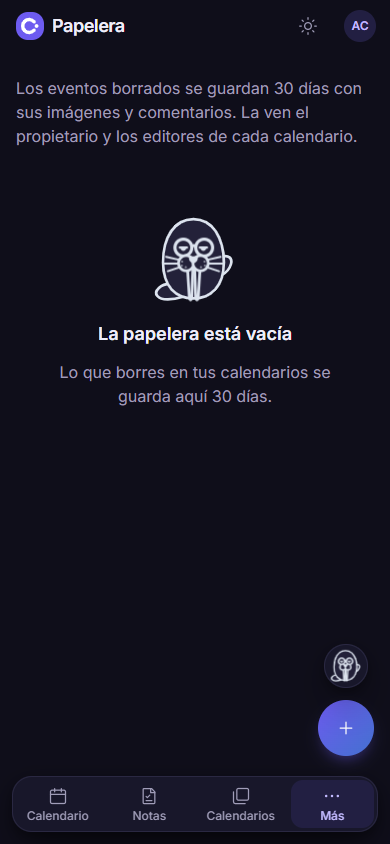 Papelera
AC
Los eventos borrados se guardan 30 días con
sus imágenes y comentarios. La ven el
propietario y los editores de cada calendario.
La papelera está vacía
Lo que borres en tus calendarios se
guarda aquí 30 días.
Calendario
Notas
Calendarios
Más